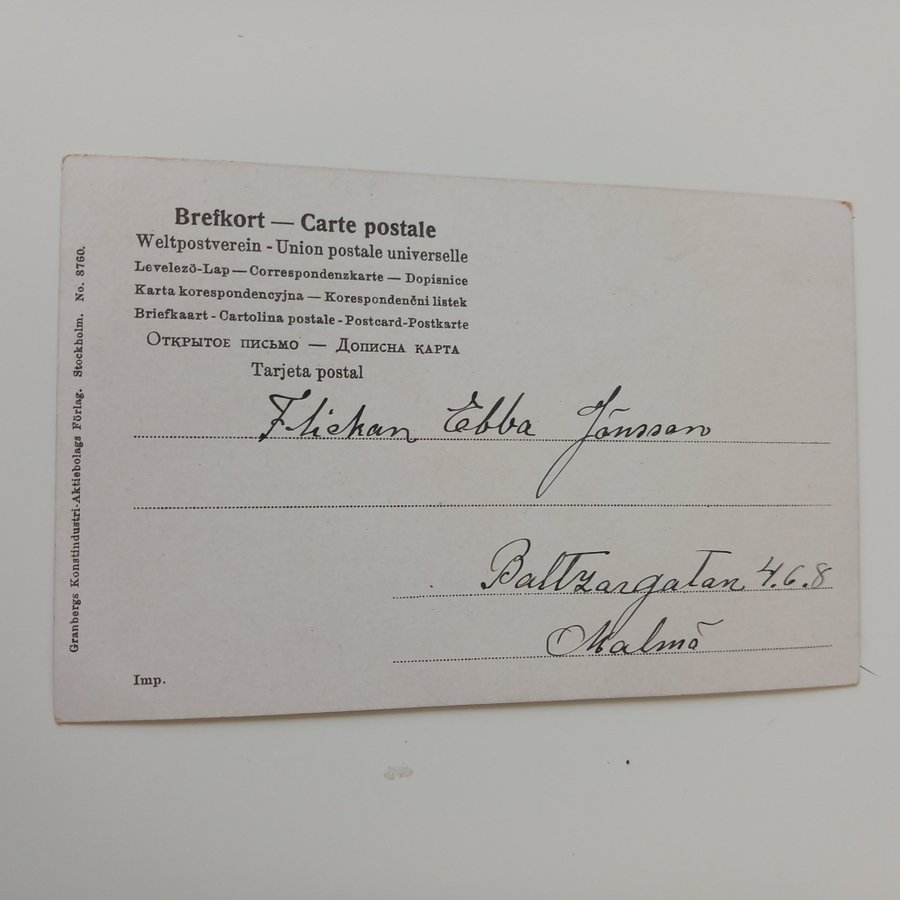 Brefkort — Carte postale
Weltpostverein - Union postale universelle
Levelezõ-Lap — Correspondenzkarte — Dopisnice
Karta korespondencyjna — Korespondenčni listek
Briefkaart - Cartolina postale - Postcard-Postkarte
Открытое письмо — Дописна карта
Tarjeta postal
Flickan Ebba Jönsson
Baltzargatan 4.6.8
Malmö
Imp.
Granbergs Konstindustri-Aktiebolags Förlag. Stockholm. No. 8760.